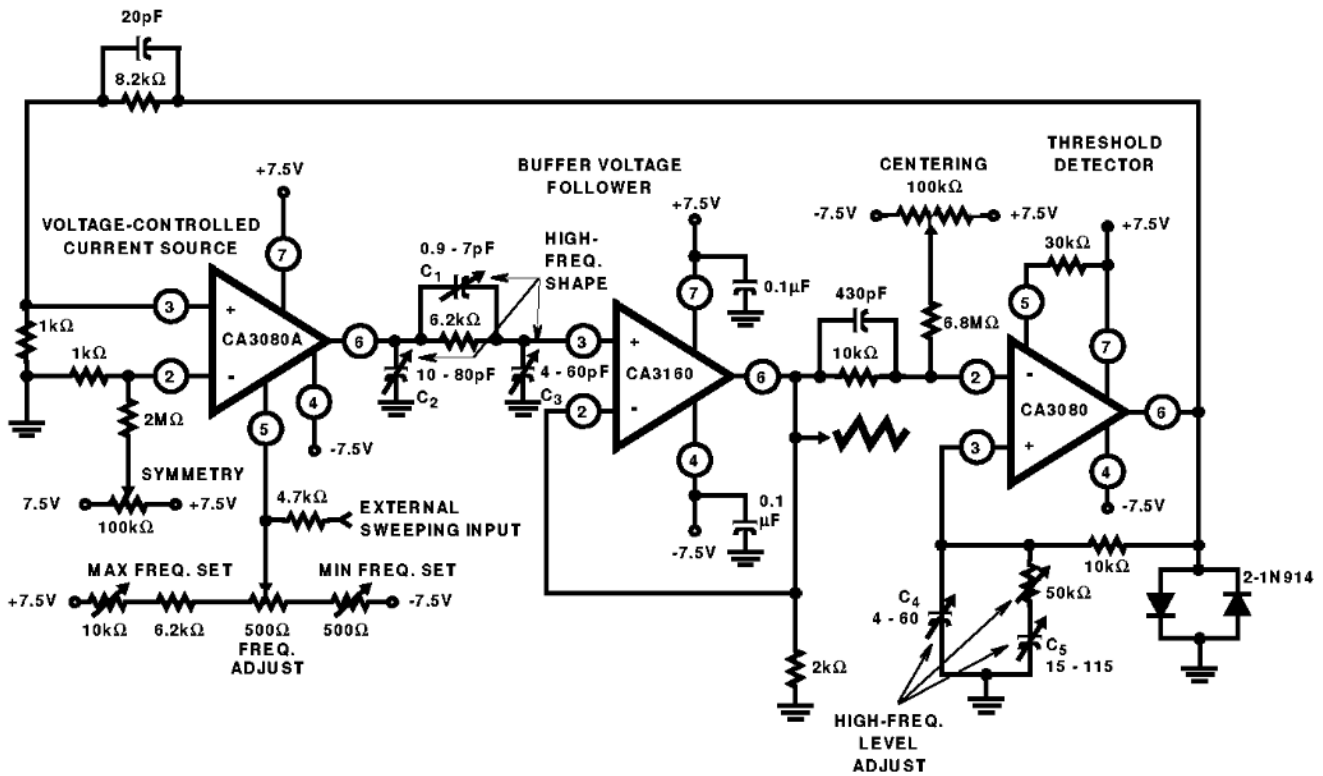 20pF
8.2kΩ
+7.5V
VOLTAGE-CONTROLLED
CURRENT SOURCE
7
3
+
CA3080A
6
1kΩ
1kΩ
2
-
4
-7.5V
5
2MΩ
SYMMETRY
7.5V
+7.5V
100kΩ
4.7kΩ
EXTERNAL
SWEEPING INPUT
MAX FREQ. SET
MIN FREQ. SET
+7.5V
-7.5V
10kΩ
6.2kΩ
500Ω
500Ω
FREQ.
ADJUST
0.9 - 7pF
C1
6.2kΩ
HIGH-
FREQ.
SHAPE
10 - 80pF
C2
4 - 60pF
C3
BUFFER VOLTAGE
FOLLOWER
+7.5V
7
0.1μF
3
+
CA3160
6
2
-
4
0.1
μF
-7.5V
2kΩ
430pF
10kΩ
CENTERING
100kΩ
-7.5V
+7.5V
6.8MΩ
THRESHOLD
DETECTOR
+7.5V
30kΩ
5
7
2
-
CA3080
6
3
+
4
-7.5V
10kΩ
2-1N914
C4
4 - 60
50kΩ
C5
15 - 115
HIGH-FREQ.
LEVEL
ADJUST